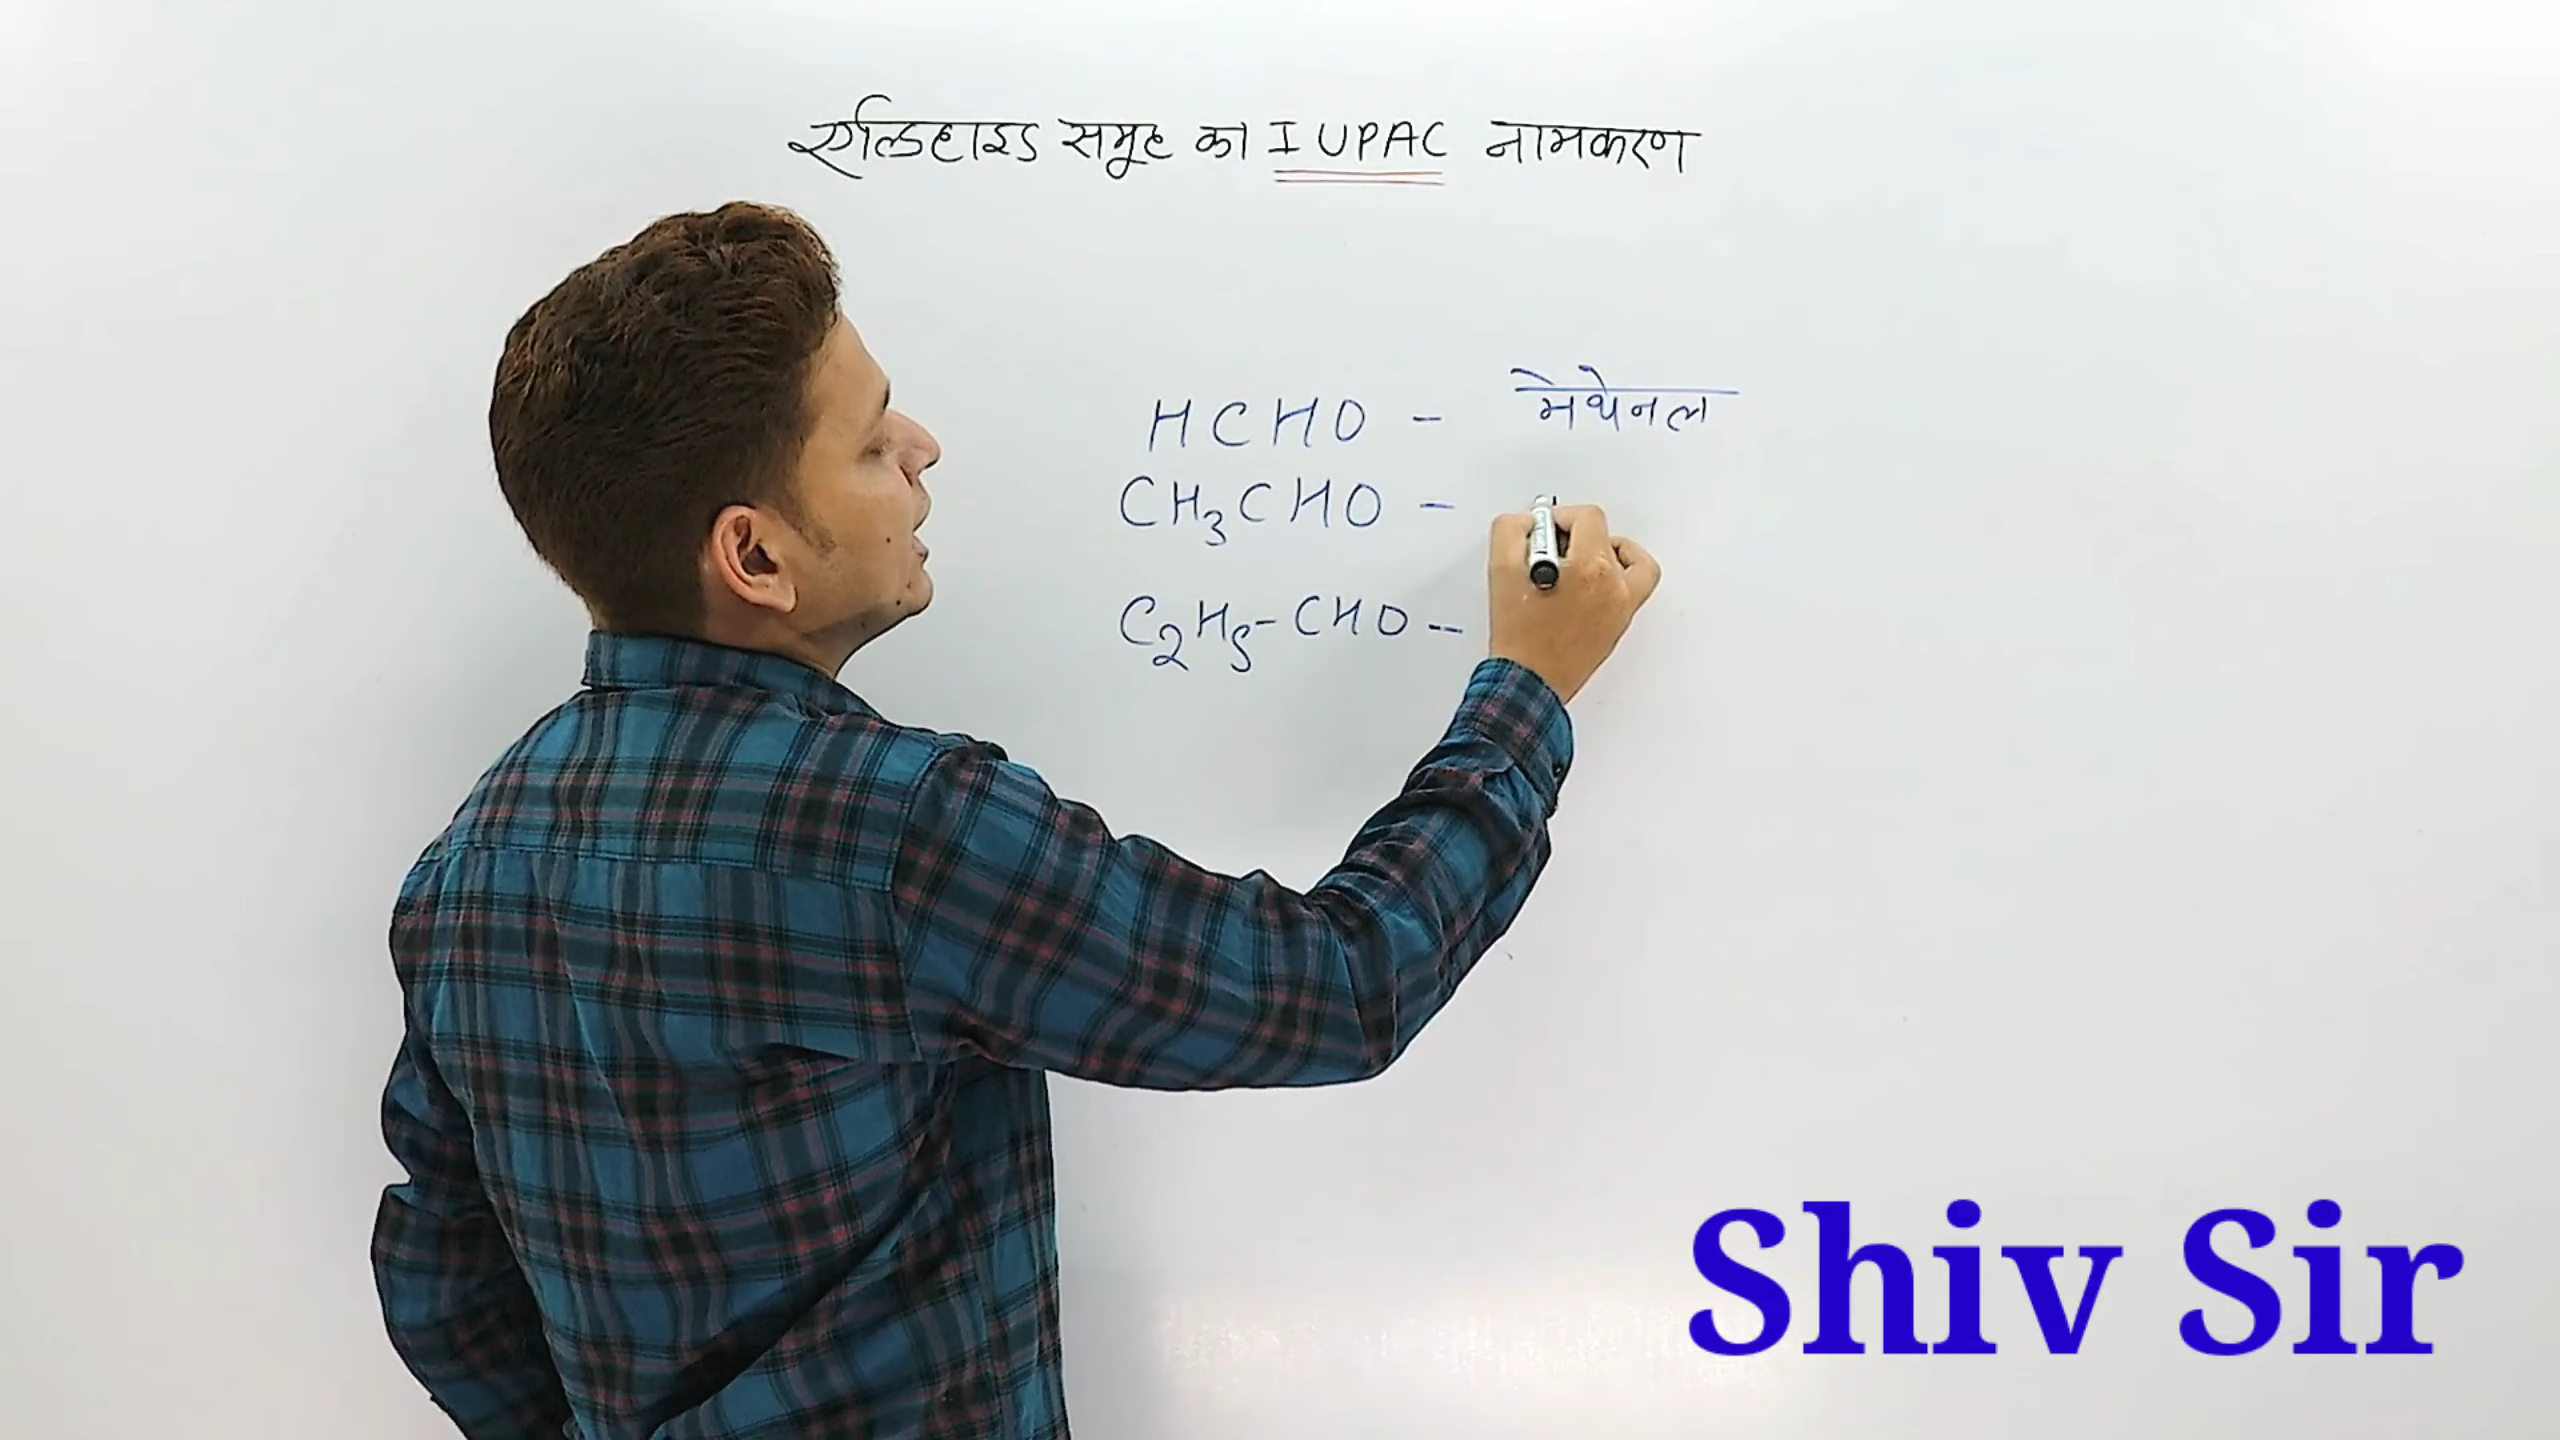 एल्डिहाइड समूह का IUPAC नामकरण
HCHO - मेथेनल
CH₃CHO -
C₂H₅-CHO -
Shiv Sir